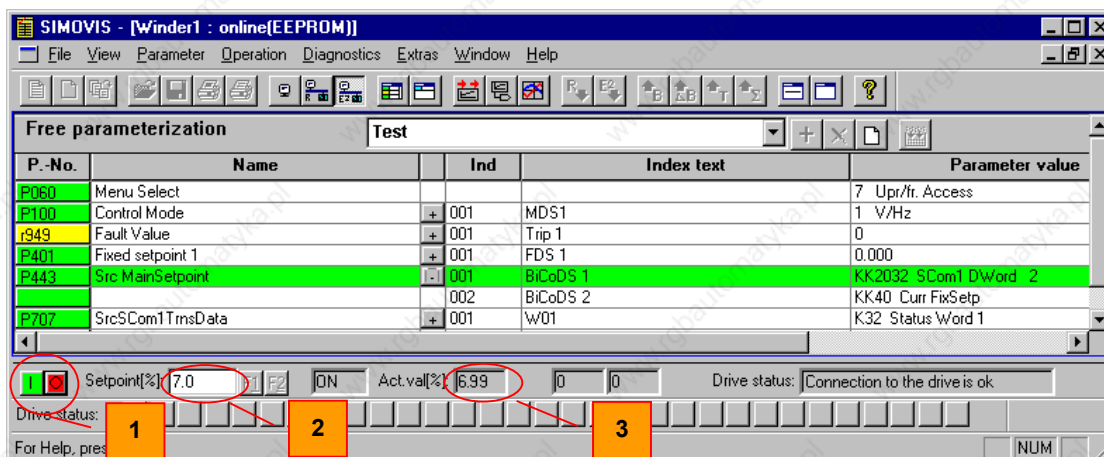 SIMOVIS - [Winder1 : online(EEPROM)]
File View Parameter Operation Diagnostics Extras Window Help
Free parameterization Test
P.-No. Name Ind Index text Parameter value
P060 Menu Select 7 Upr/fr. Access
P100 Control Mode + 001 MDS1 1 V/Hz
r949 Fault Value + 001 Trip 1 0
P401 Fixed setpoint 1 + 001 FDS 1 0.000
P443 Src MainSetpoint - 001 BiCoDS 1 KK2032 SCom1 DWord 2
002 BiCoDS 2 KK40 Curr FixSetp
P707 SrcSCom1TrnsData + 001 W01 K32 Status Word 1
I O Setpoint[%] 7.0 F1 F2 ON Act.val[%] 6.99 0 0 Drive status: Connection to the drive is ok
Drive status:
1 2 3
For Help, pres NUM
www.rgbautomatyka.pl